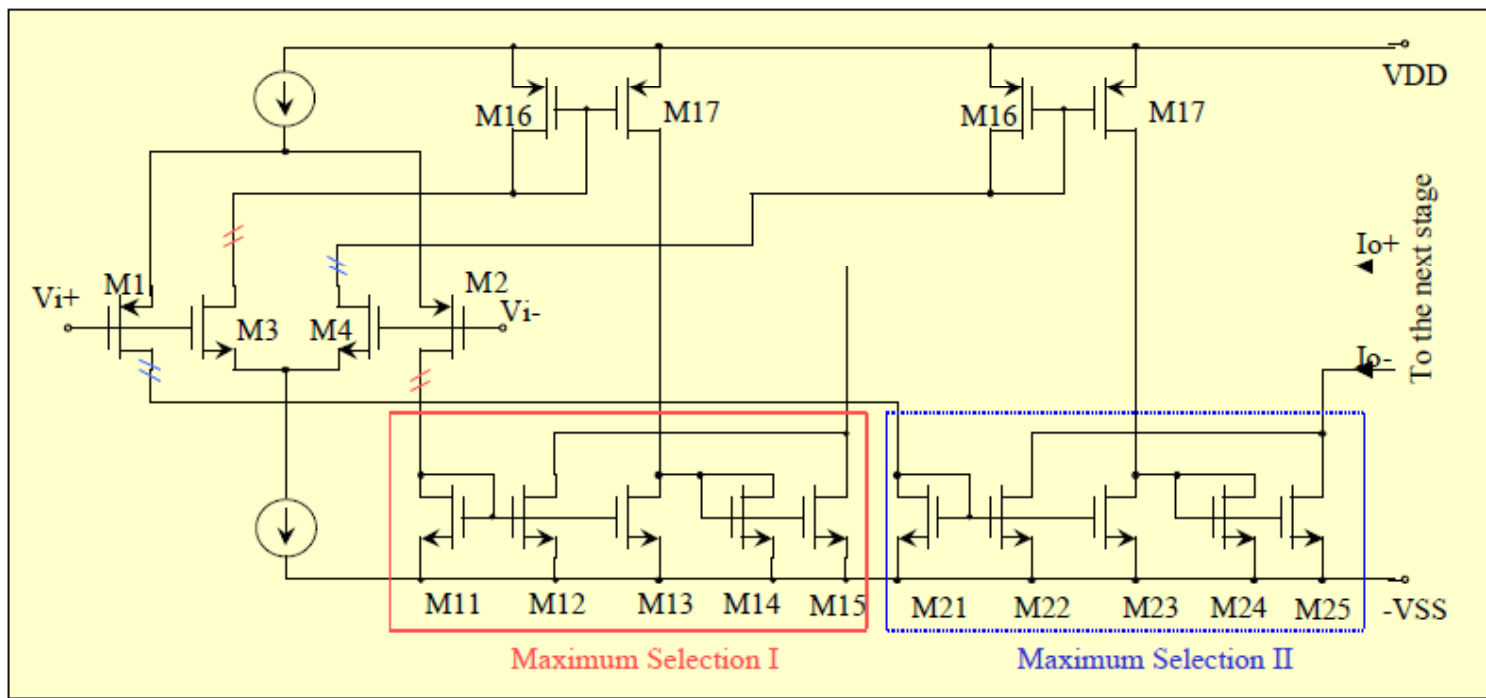 VDD
M16
M17
M16
M17
To the next stage
Io+
M1
M2
Vi+
Vi-
M3
M4
Io-
M11
M12
M13
M14
M15
M21
M22
M23
M24
M25
-VSS
Maximum Selection I
Maximum Selection II